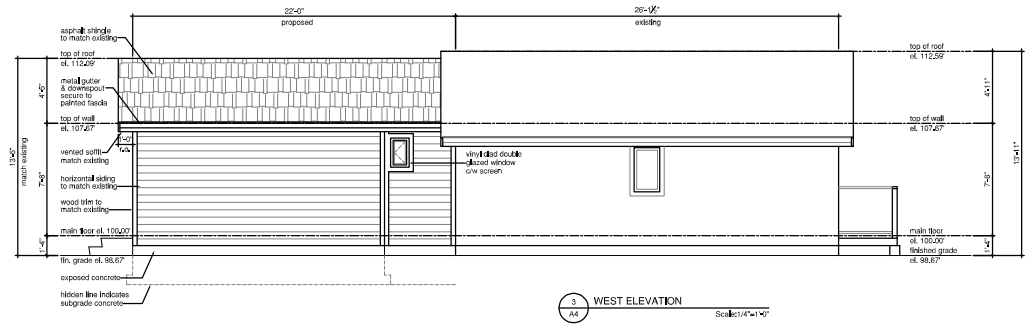 22'-0"
proposed
26'-1½"
existing
asphalt shingle
to match existing
top of roof
el. 112.09'
metal gutter
& downspout
secure to
painted fascia
top of wall
el. 107.67'
1'-0"
r.o.
vented soffit
match existing
horizontal siding
to match existing
wood trim to
match existing
main floor el. 100.00'
fin. grade el. 98.67'
exposed concrete
hidden line indicates
subgrade concrete
13'-5"
match existing
4'-5"
7'-8"
1'-4"
vinyl clad double
glazed window
c/w screen
top of roof
el. 112.59'
top of wall
el. 107.67'
main floor
el. 100.00'
finished grade
el. 98.67'
4'-11"
7'-8"
1'-4"
13'-11"
3
A4
WEST ELEVATION
Scale:1/4"=1'-0"